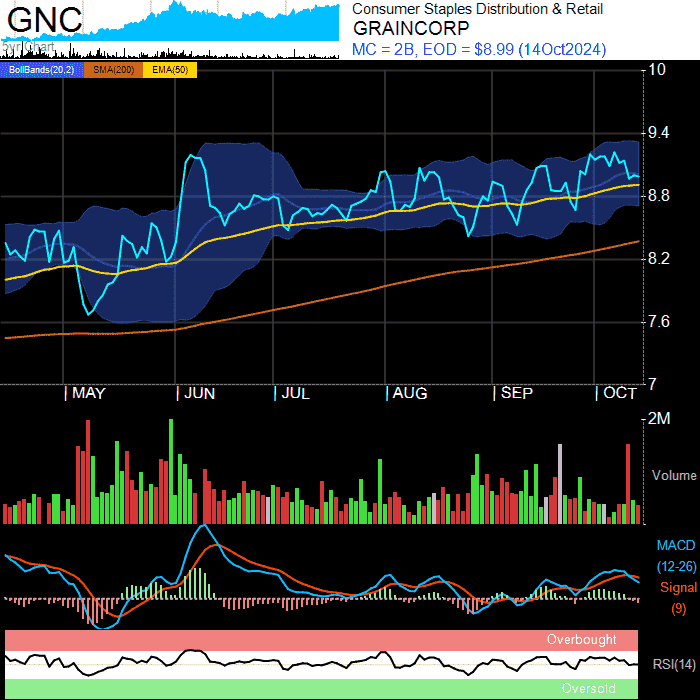 GNC
5yr Chart
Consumer Staples Distribution & Retail
GRAINCORP
MC = 2B, EOD = $8.99 (14Oct2024)
BollBands(20,2) SMA(200) EMA(50)
10
9.4
8.8
8.2
7.6
7
| MAY | JUN | JUL | AUG | SEP | OCT
2M
Volume
MACD
(12-26)
Signal
(9)
Overbought
RSI(14)
Oversold